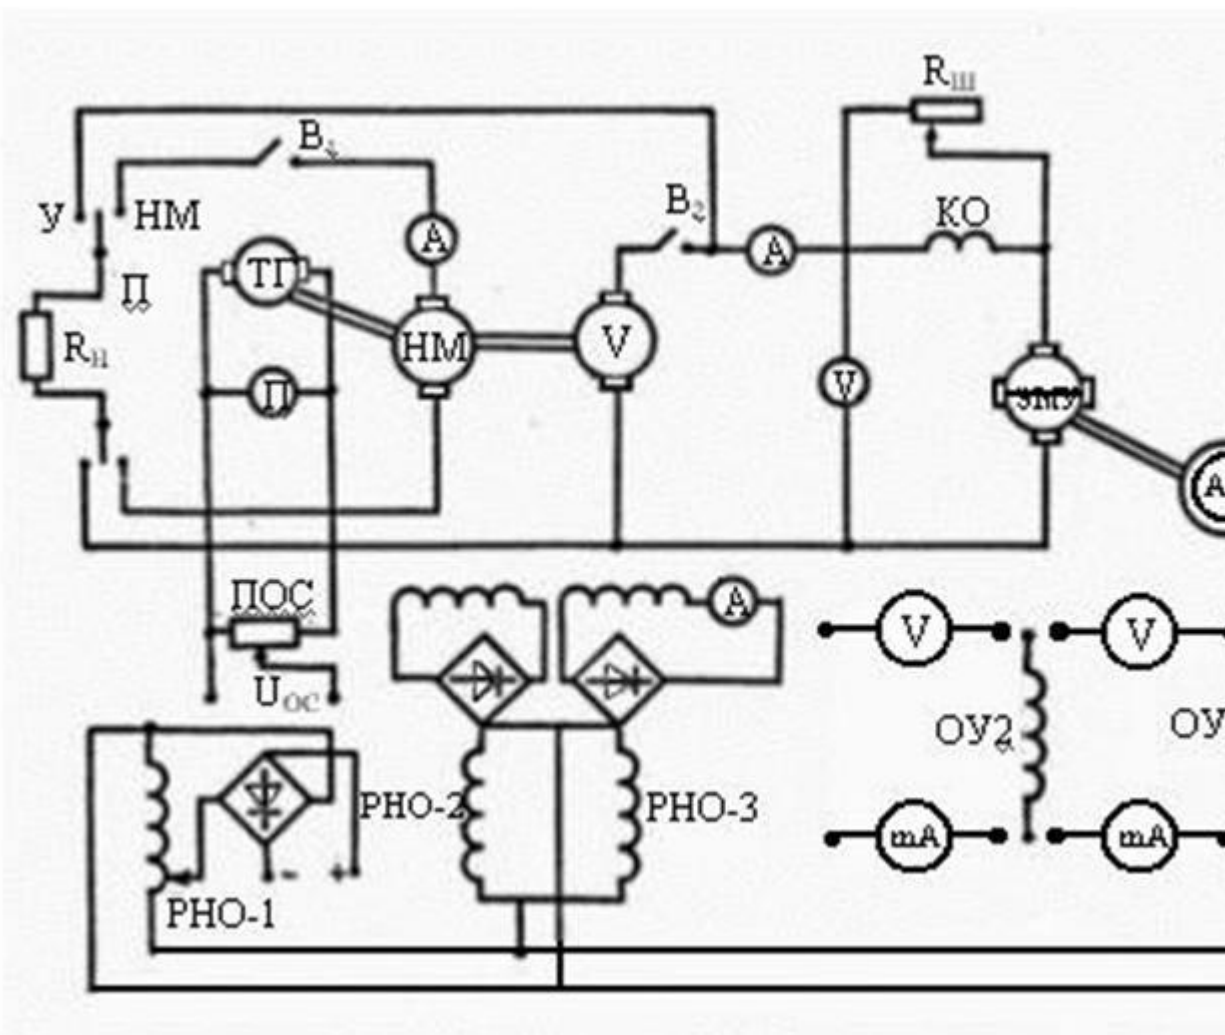 RШ
В1
У
НМ
В2
КО
А
А
ТГ
П
RН
НМ
V
П
V
ЭМУ
А
ПОС
А
UОС
V
V
ОУ2
ОУ
РНО-2
РНО-3
mA
mA
-
+
РНО-1